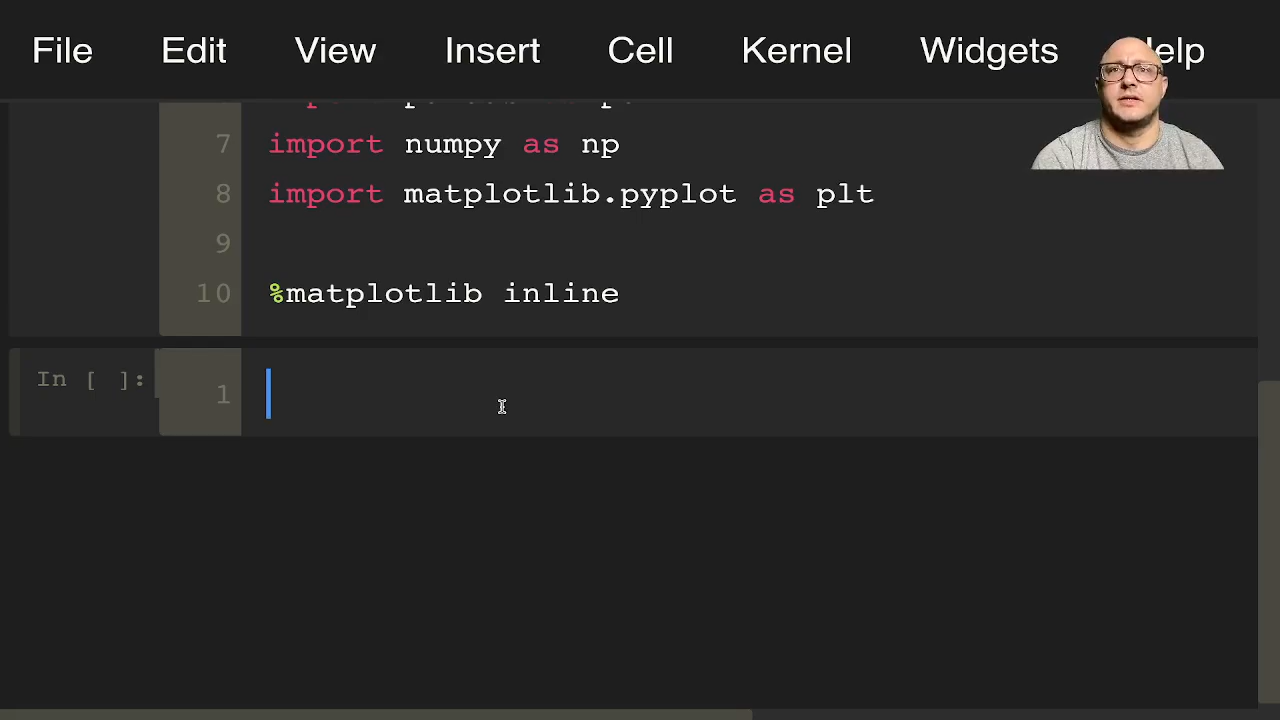 File Edit View Insert Cell Kernel Widgets Help
7 import numpy as np
8 import matplotlib.pyplot as plt
9
10 %matplotlib inline
In [ ]: 1